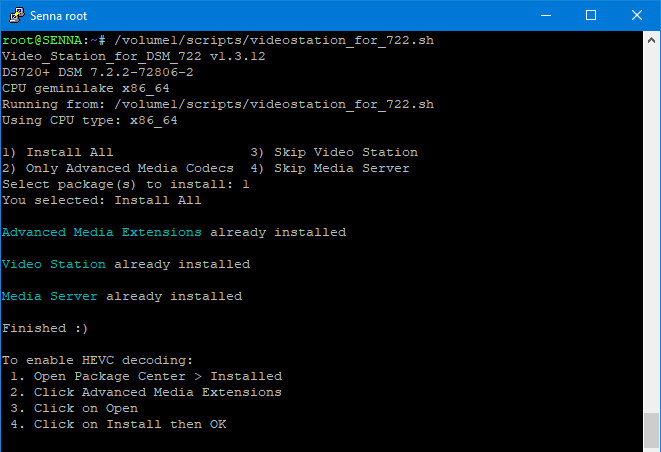 Senna root
root@SENNA:~# /volume1/scripts/videostation_for_722.sh
Video_Station_for_DSM_722 v1.3.12
DS720+ DSM 7.2.2-72806-2
CPU geminilake x86_64
Running from: /volume1/scripts/videostation_for_722.sh
Using CPU type: x86_64
1) Install All                  3) Skip Video Station
2) Only Advanced Media Codecs  4) Skip Media Server
Select package(s) to install: 1
You selected: Install All
Advanced Media Extensions already installed
Video Station already installed
Media Server already installed
Finished :)
To enable HEVC decoding:
1. Open Package Center > Installed
2. Click Advanced Media Extensions
3. Click on Open
4. Click on Install then OK